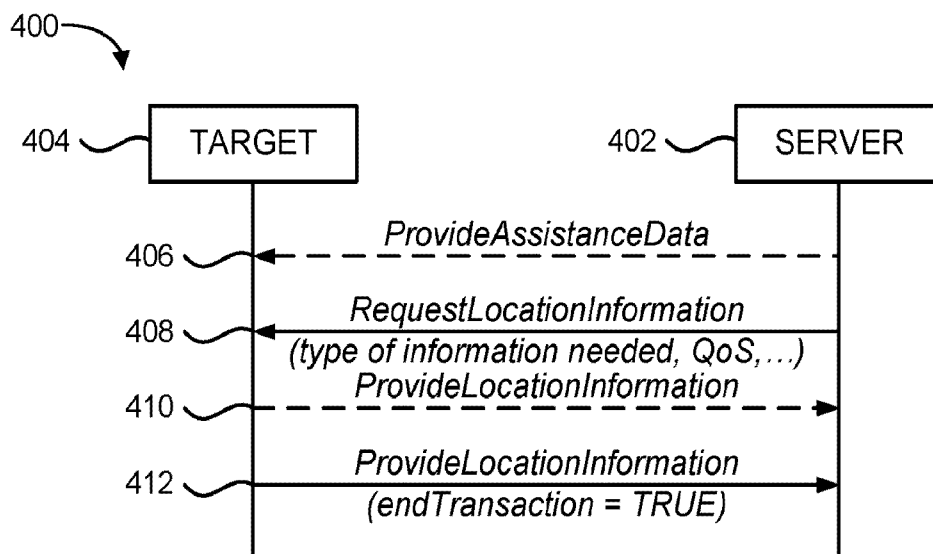 400
404
TARGET
402
SERVER
406
ProvideAssistanceData
RequestLocationInformation
408
(type of information needed, QoS,...)
410
ProvideLocationInformation
ProvideLocationInformation
412
(endTransaction = TRUE)